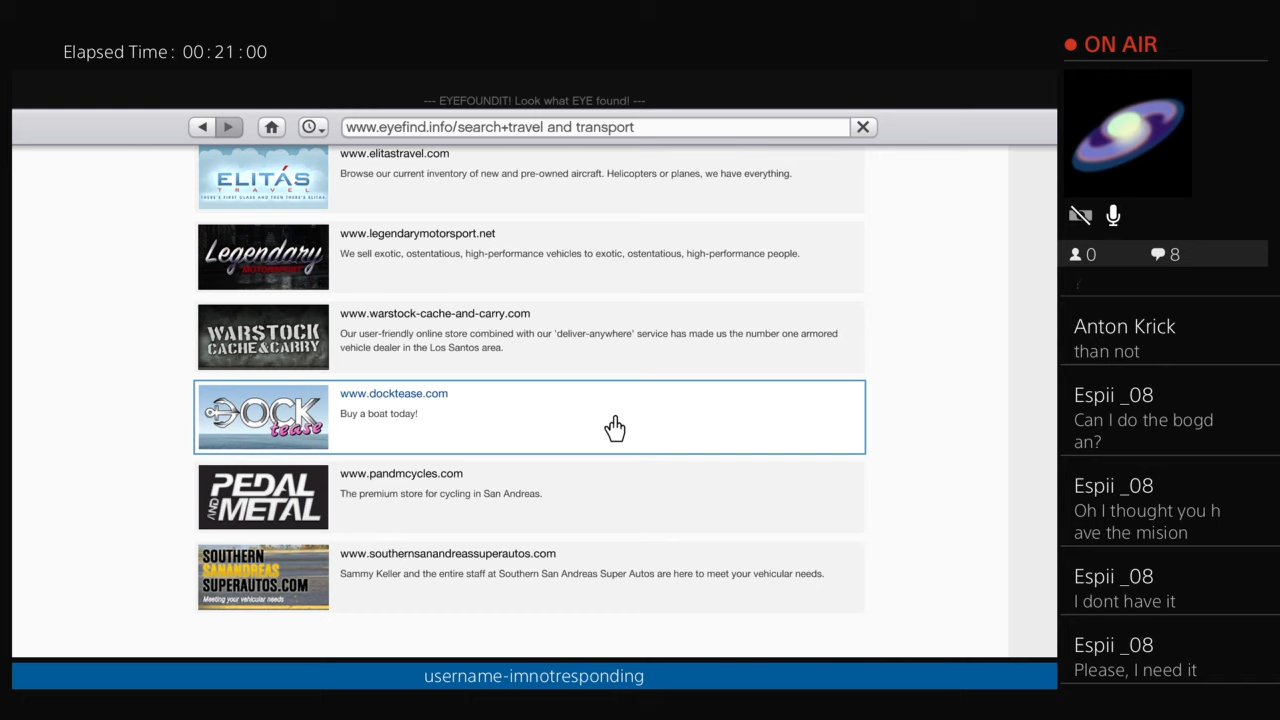 Elapsed Time: 00:21:00
ON AIR
--- EYEFOUNDIT! Look what EYE found! ---
www.eyefind.info/search+travel and transport
ELITÁS
TRAVEL
THERE'S FIRST CLASS AND THEN THERE'S ELITAS
www.elitastravel.com
Browse our current inventory of new and pre-owned aircraft. Helicopters or planes, we have everything.
Legendary
MOTORSPORT
www.legendarymotorsport.net
We sell exotic, ostentatious, high-performance vehicles to exotic, ostentatious, high-performance people.
WARSTOCK
CACHE&CARRY
www.warstock-cache-and-carry.com
Our user-friendly online store combined with our 'deliver-anywhere' service has made us the number one armored
vehicle dealer in the Los Santos area.
DOCK
tease
www.docktease.com
Buy a boat today!
PEDAL
AND METAL
www.pandmcycles.com
The premium store for cycling in San Andreas.
SOUTHERN
SANANDREAS
SUPERAUTOS.COM
Meeting your vehicular needs
www.southernsanandreassuperautos.com
Sammy Keller and the entire staff at Southern San Andreas Super Autos are here to meet your vehicular needs.
username-imnotresponding
0
8
Anton Krick
than not
Espii _08
Can I do the bogd
an?
Espii _08
Oh I thought you h
ave the mision
Espii _08
I dont have it
Espii _08
Please, I need it